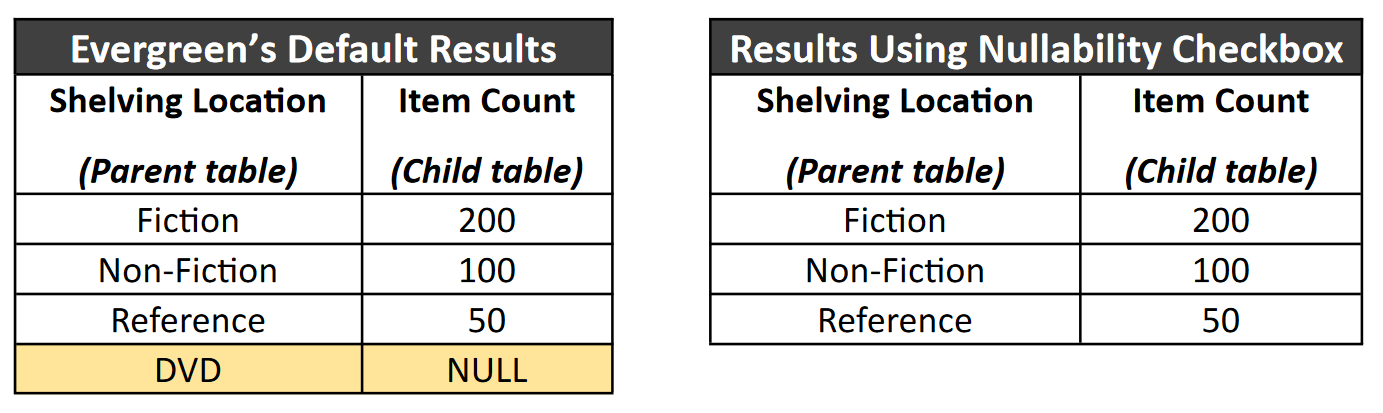 Evergreen’s Default Results
Shelving Location Item Count
(Parent table) (Child table)
Fiction 200
Non-Fiction 100
Reference 50
DVD NULL
Results Using Nullability Checkbox
Shelving Location Item Count
(Parent table) (Child table)
Fiction 200
Non-Fiction 100
Reference 50